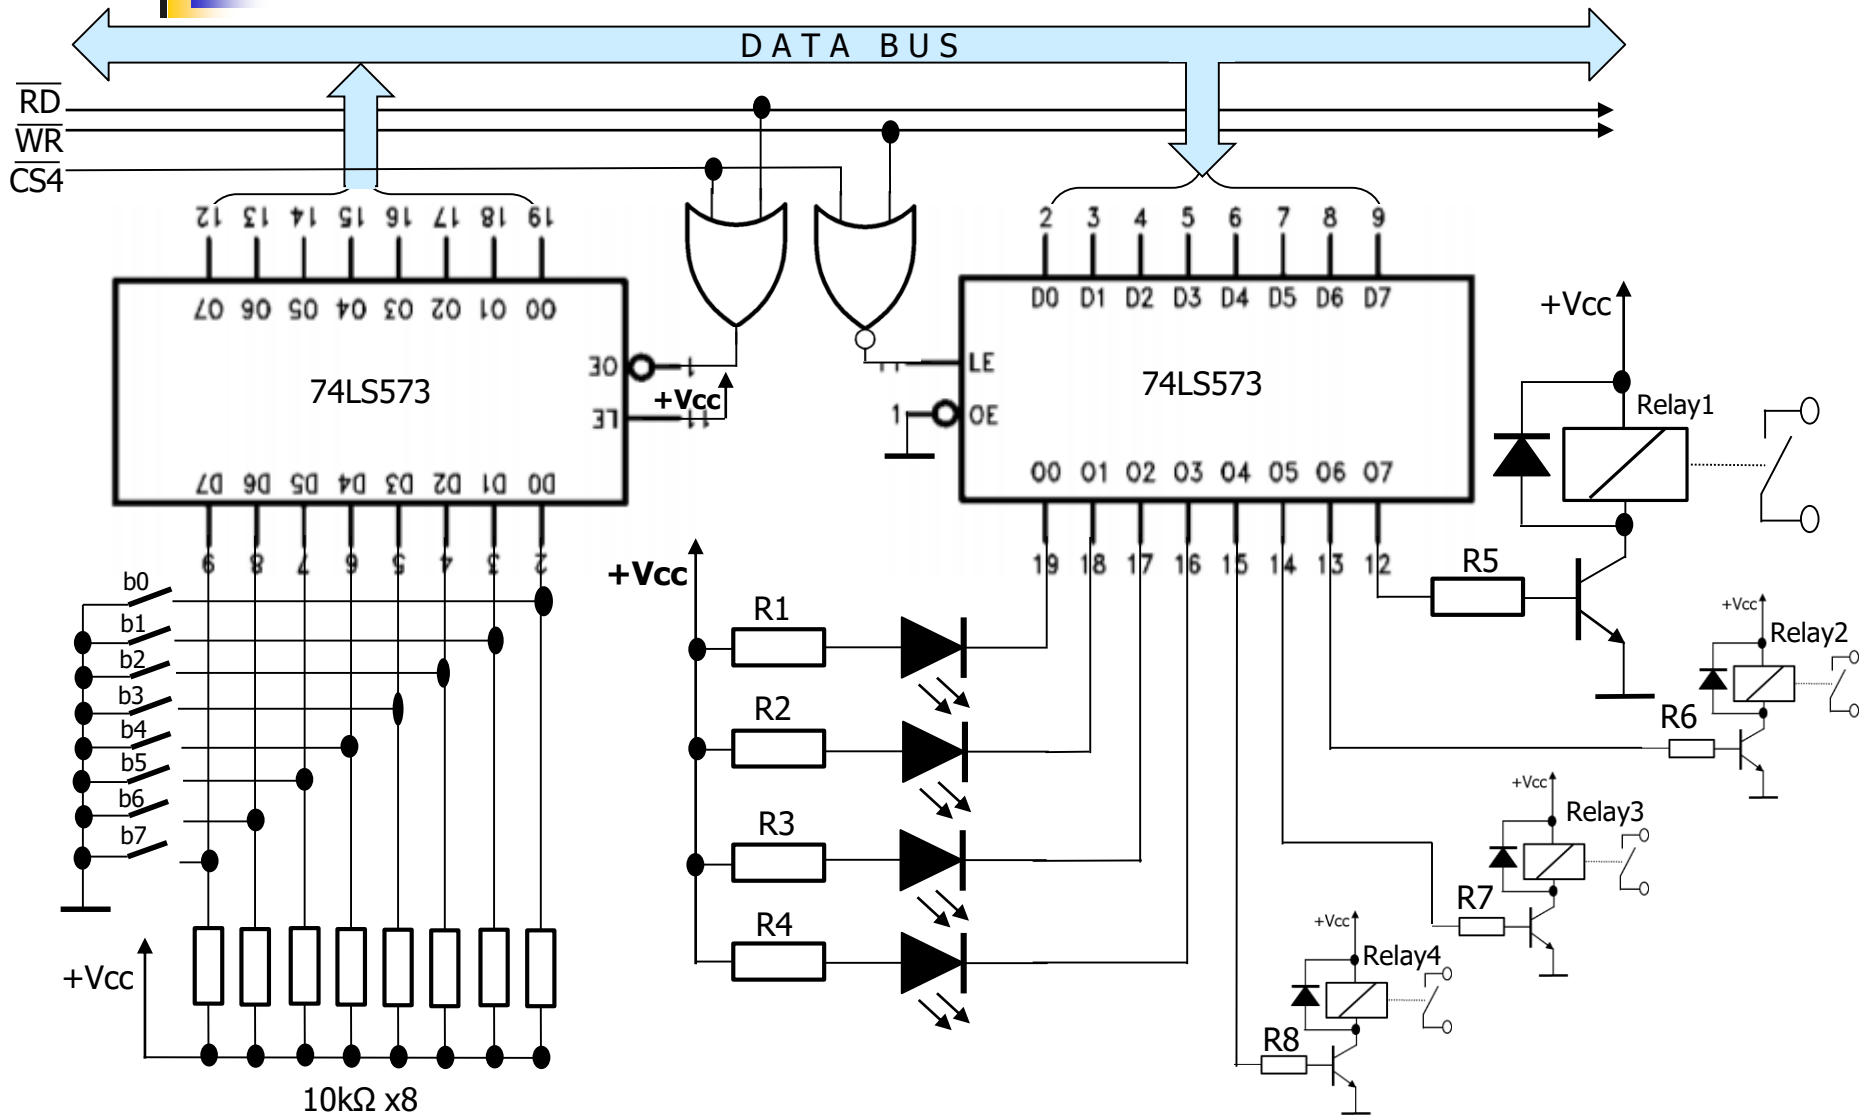 DATA BUS
R̅D̅
W̅R̅
C̅S̅4̅
12 13 14 15 16 17 18 19
O7 O6 O5 O4 O3 O2 O1 O0
OE 1
74LS573
+Vcc
LE 11
D7 D6 D5 D4 D3 D2 D1 D0
9 8 7 6 5 4 3 2
2 3 4 5 6 7 8 9
D0 D1 D2 D3 D4 D5 D6 D7
11 LE
74LS573
1 OE
O0 O1 O2 O3 O4 O5 O6 O7
19 18 17 16 15 14 13 12
+Vcc
Relay1
R5
b0
b1
b2
b3
b4
b5
b6
b7
+Vcc
10kΩ x8
+Vcc
R1
R2
R3
R4
+Vcc
Relay2
R6
+Vcc
Relay3
R7
+Vcc
Relay4
R8